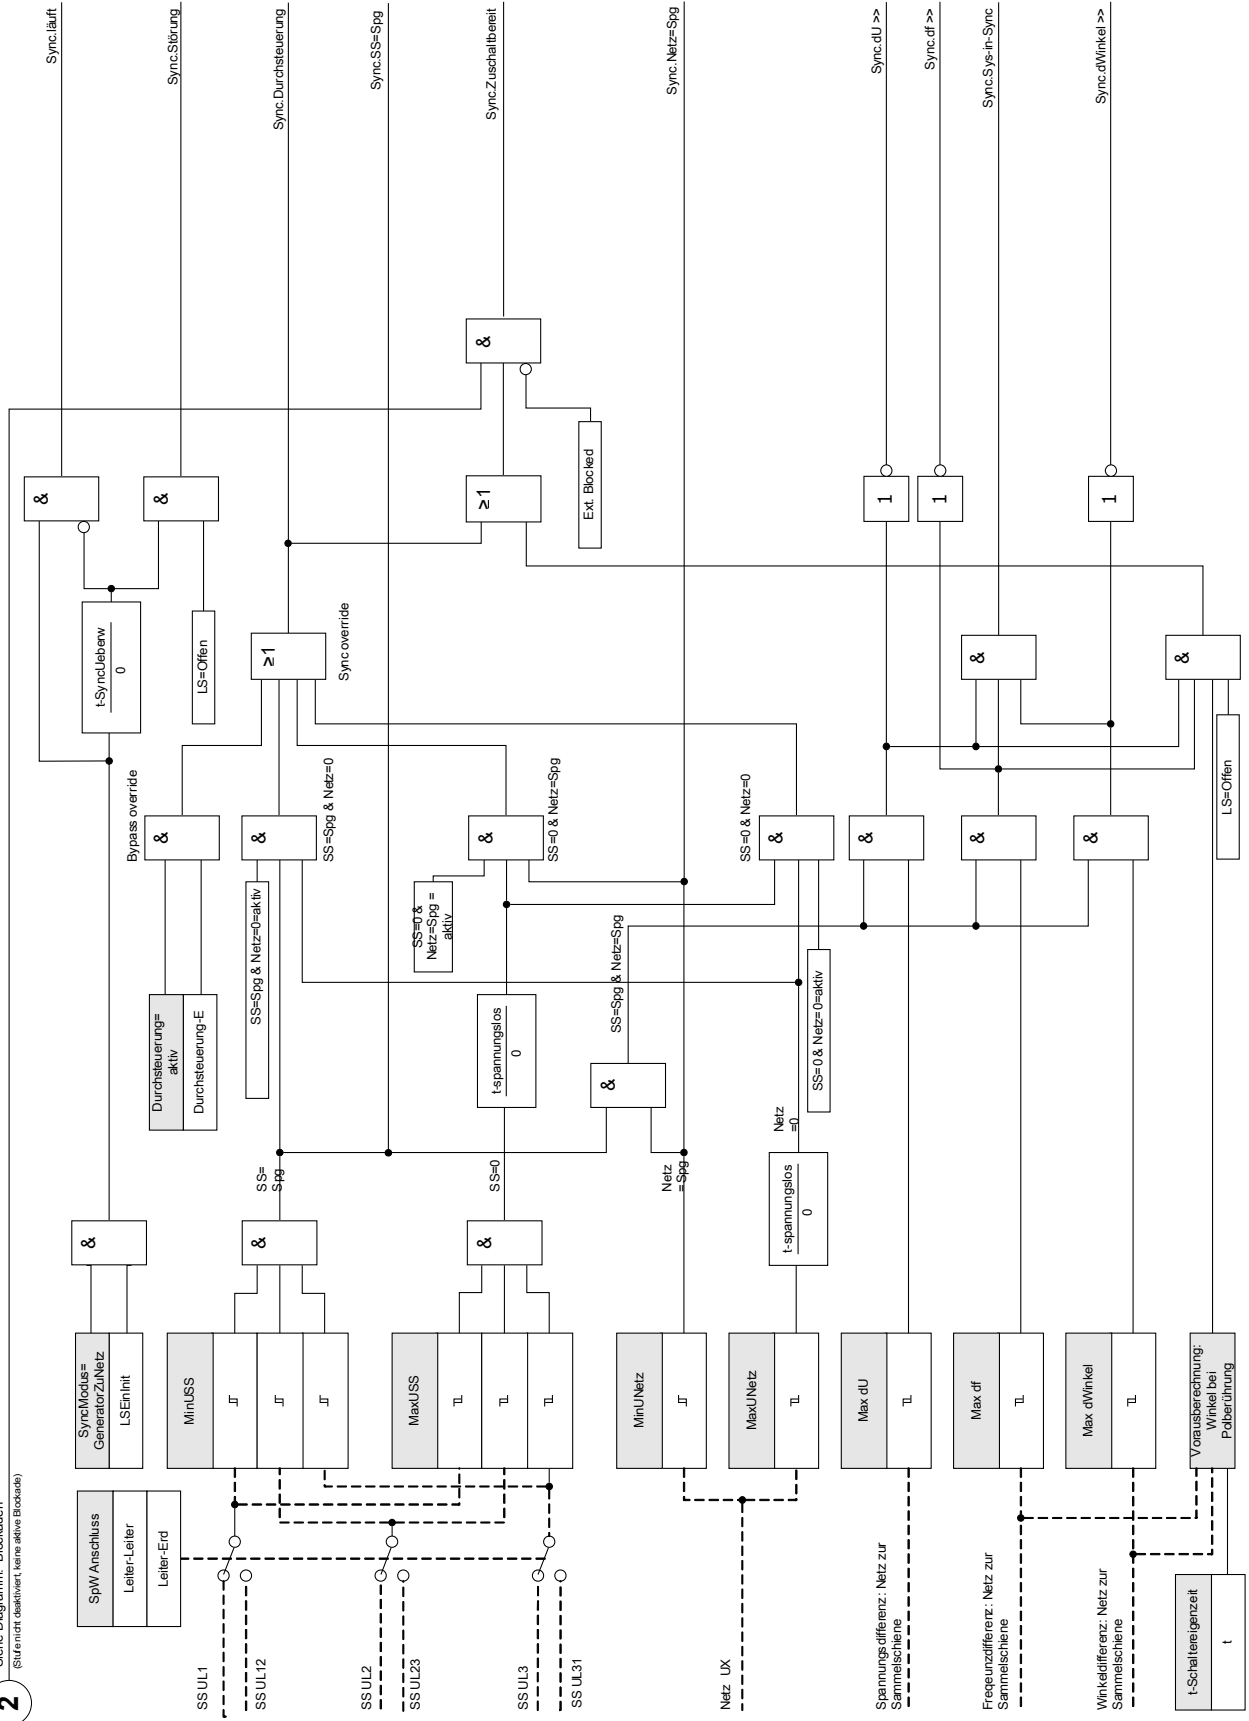 2
Siehe Diagramm: Blockaden
(Stufe nicht deaktiviert, keine aktive Blockade)
SpW Anschluss
Leiter-Leiter
Leiter-Erd
SS UL1
SS UL12
SS UL2
SS UL23
SS UL3
SS UL31
Netz UX
Spannungsdifferenz: Netz zur
Sammelschiene
Freqeunzdifferenz: Netz zur
Sammelschiene
Winkeldifferenz: Netz zur
Sammelschiene
t-Schaltereigenzeit
t
SyncModus=
GeneratorZuNetz
LSEinInit
MinUSS
MaxUSS
MinUNetz
MaxUNetz
Max dU
Max df
Max dWinkel
Vorausberechnung:
Winkel bei
Polberührung
&
&
&
SS=
Spg
SS=0
Netz
=Spg
t-spannungslos
0
Netz
=0
Durchsteuerung=
aktiv
Durchsteuerung-E
SS=Spg & Netz=0=aktiv
t-spannungslos
0
&
SS=Spg & Netz=Spg
SS=0 & Netz=0=aktiv
SS=0 &
Netz=Spg =
aktiv
Bypass override
&
&
SS=Spg & Netz=0
&
SS=0 & Netz=Spg
&
SS=0 & Netz=0
&
&
&
LS=Offen
t-SyncUeberw
0
LS=Offen
≥1
Sync override
&
&
&
&
≥1
Ext. Blocked
1
1
1
&
Sync.läuft
Sync.Störung
Sync.Durchsteuerung
Sync.SS=Spg
Sync.Zuschaltbereit
Sync.Netz=Spg
Sync.dU >>
Sync.df >>
Sync.Sys-in-Sync
Sync.dWinkel >>